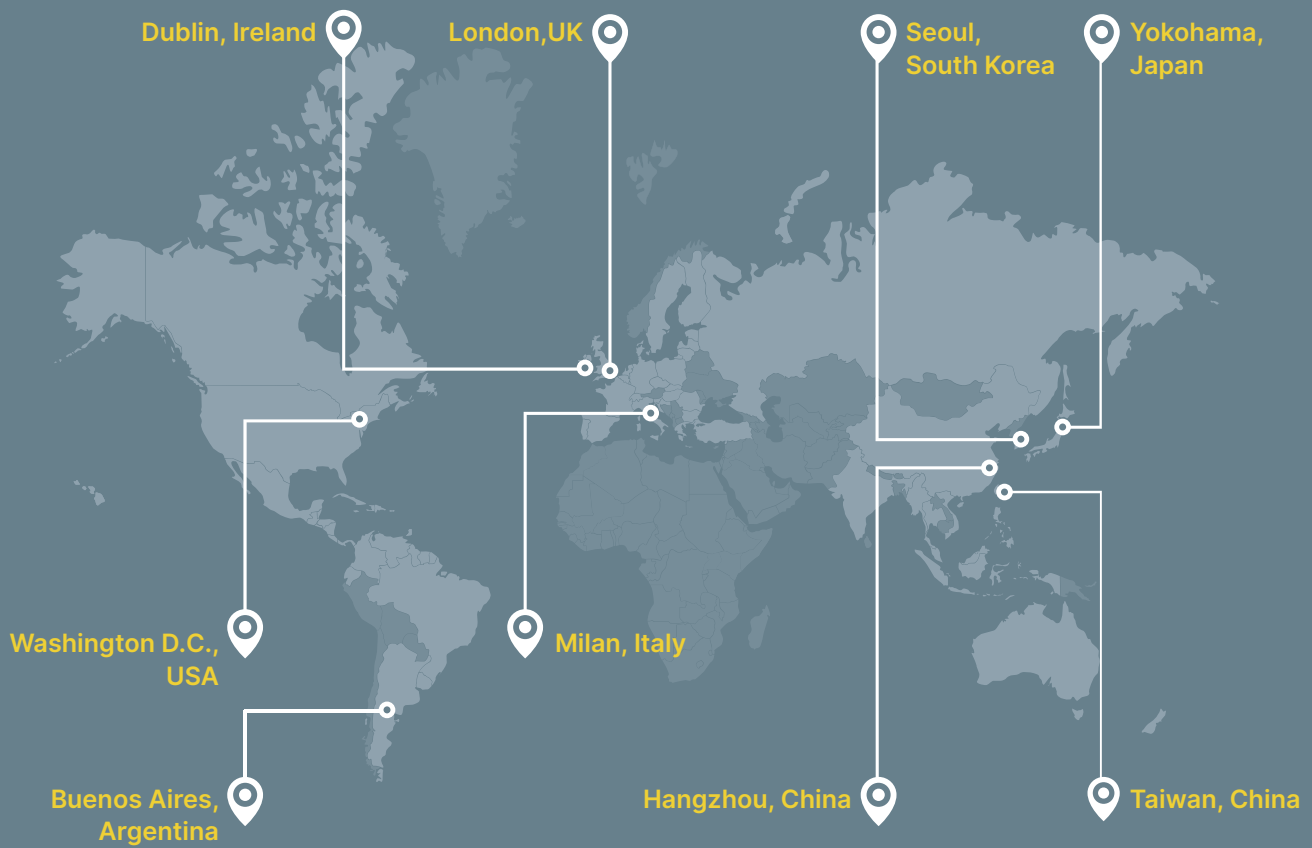 Dublin, Ireland
London,UK
Seoul,
South Korea
Yokohama,
Japan
Washington D.C.,
USA
Milan, Italy
Buenos Aires,
Argentina
Hangzhou, China
Taiwan, China